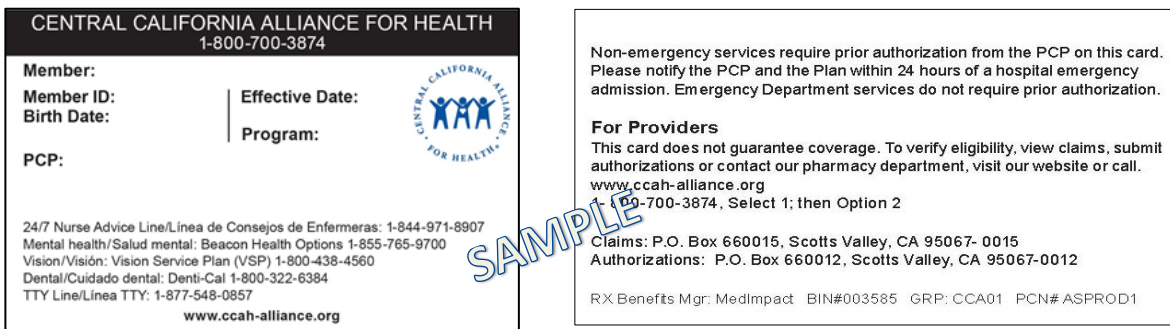 CENTRAL CALIFORNIA ALLIANCE FOR HEALTH
1-800-700-3874
Member:
Member ID:
Birth Date:
Effective Date:
Program:
PCP:
CENTRAL CALIFORNIA ALLIANCE
FOR HEALTH
24/7 Nurse Advice Line/Línea de Consejos de Enfermeras: 1-844-971-8907
Mental health/Salud mental: Beacon Health Options 1-855-765-9700
Vision/Visión: Vision Service Plan (VSP) 1-800-438-4560
Dental/Cuidado dental: Denti-Cal 1-800-322-6384
TTY Line/Línea TTY: 1-877-548-0857
www.ccah-alliance.org
SAMPLE
Non-emergency services require prior authorization from the PCP on this card.
Please notify the PCP and the Plan within 24 hours of a hospital emergency
admission. Emergency Department services do not require prior authorization.
For Providers
This card does not guarantee coverage. To verify eligibility, view claims, submit
authorizations or contact our pharmacy department, visit our website or call.
www.ccah-alliance.org
1-800-700-3874, Select 1; then Option 2
Claims: P.O. Box 660015, Scotts Valley, CA 95067- 0015
Authorizations: P.O. Box 660012, Scotts Valley, CA 95067-0012
RX Benefits Mgr: MedImpact BIN#003585 GRP: CCA01 PCN# ASPROD1